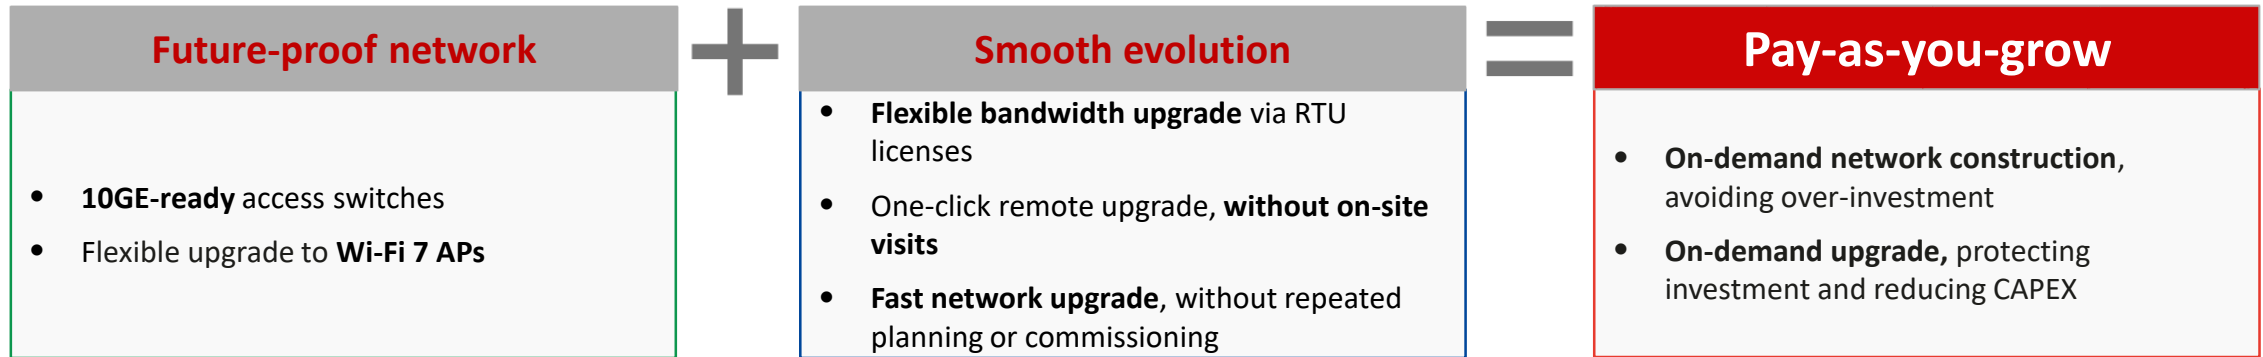 Future-proof network
• 10GE-ready access switches
• Flexible upgrade to Wi-Fi 7 APs
+
Smooth evolution
• Flexible bandwidth upgrade via RTU
licenses
• One-click remote upgrade, without on-site
visits
• Fast network upgrade, without repeated
planning or commissioning
=
Pay-as-you-grow
• On-demand network construction,
avoiding over-investment
• On-demand upgrade, protecting
investment and reducing CAPEX